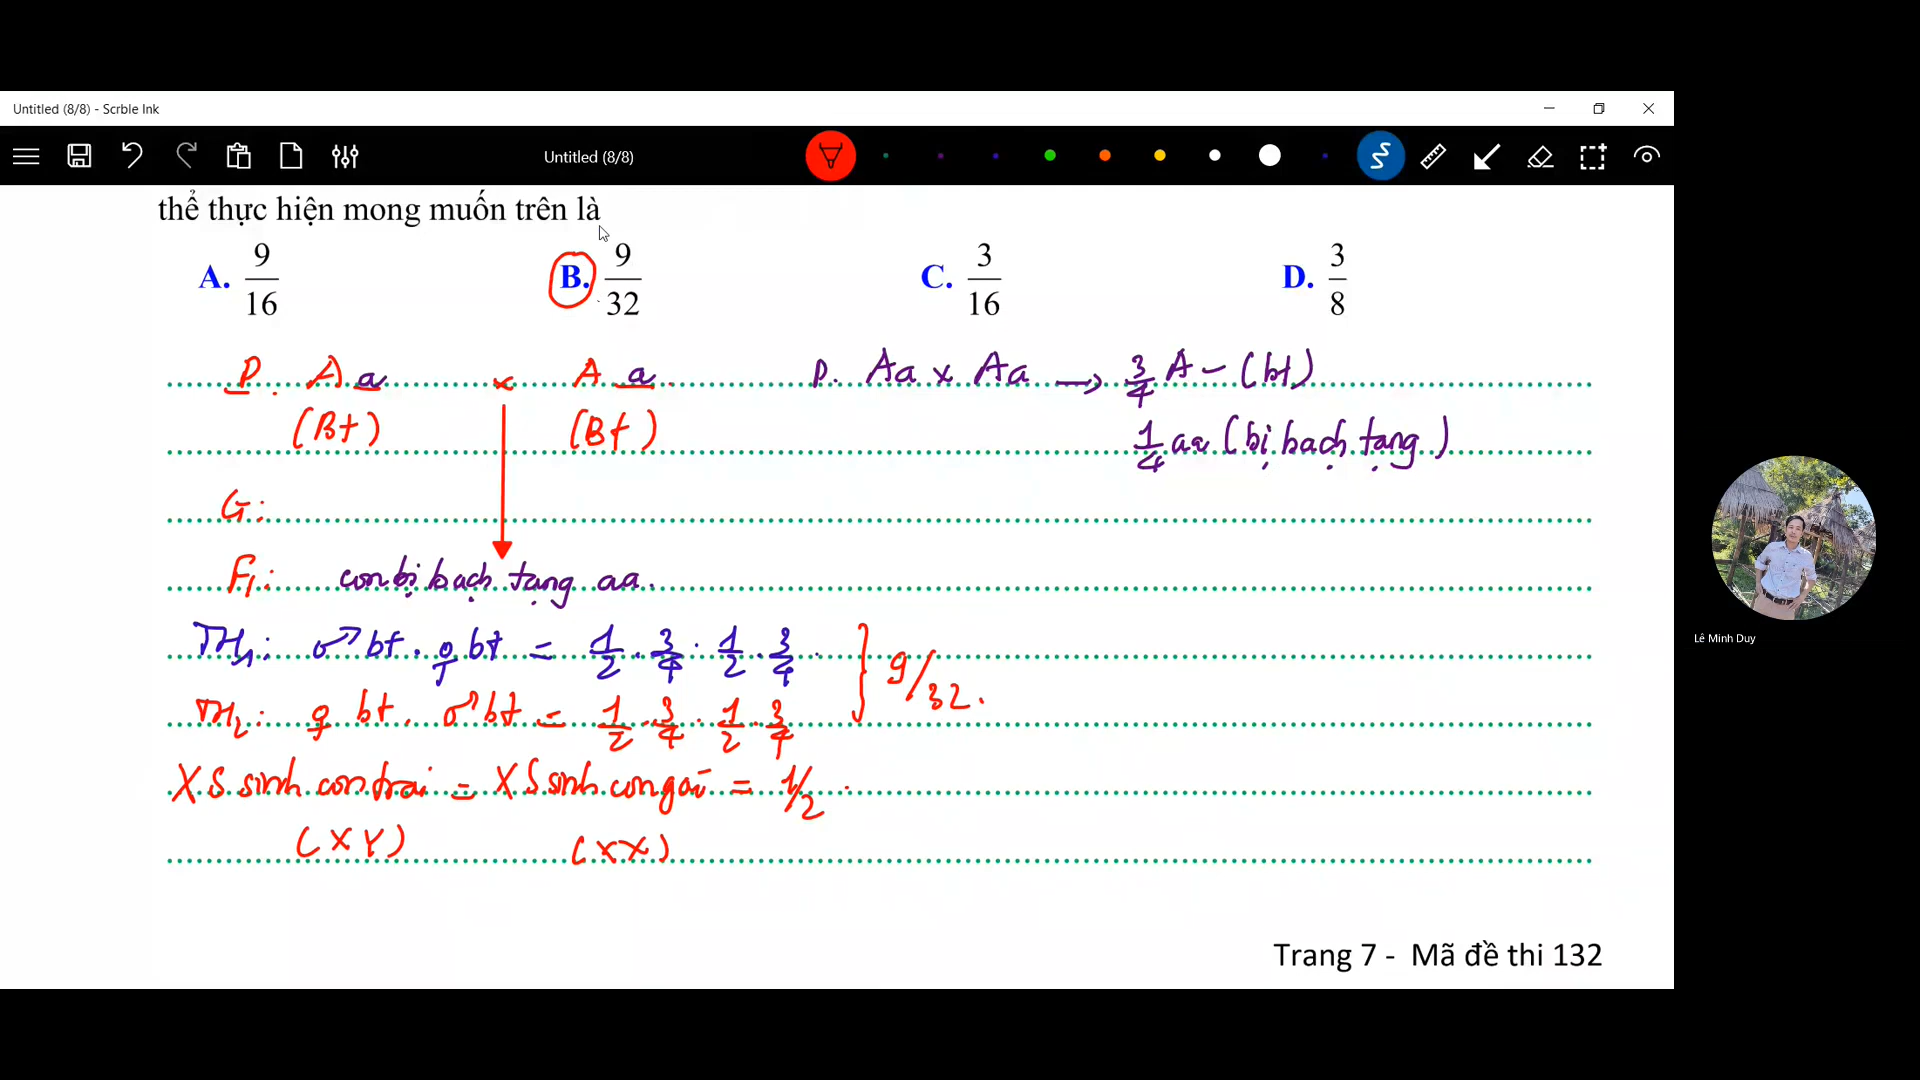 Untitled (8/8) - Scrble Ink
Untitled (8/8)
thể thực hiện mong muốn trên là
A. 9/16 B. 9/32 C. 3/16 D. 3/8
P. Aa × Aa P. Aa × Aa → 3/4 A- (bt)
(Bt) (Bt) 1/4 aa (bị bạch tạng)
G:
F1: con bị bạch tạng aa.
TH1: ♂ bt . ♀ bt = 1/2 . 3/4 . 1/2 . 3/4 .
TH2: ♀ bt . ♂ bt = 1/2 . 3/4 . 1/2 . 3/4 } 9/32.
XS sinh con trai = XS sinh con gái = 1/2 .
(XY) (XX)
Trang 7 - Mã đề thi 132
Lê Minh Duy